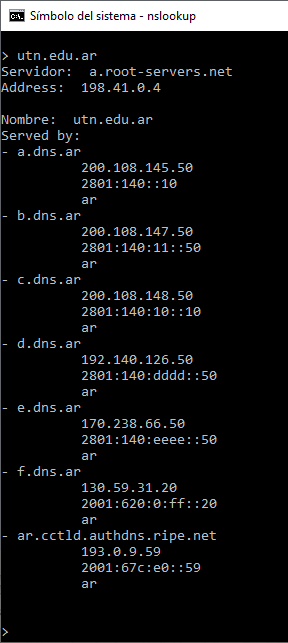 Símbolo del sistema - nslookup
> utn.edu.ar
Servidor:  a.root-servers.net
Address:  198.41.0.4
Nombre:  utn.edu.ar
Served by:
- a.dns.ar
200.108.145.50
2801:140::10
ar
- b.dns.ar
200.108.147.50
2801:140:11::50
ar
- c.dns.ar
200.108.148.50
2801:140:10::10
ar
- d.dns.ar
192.140.126.50
2801:140:dddd::50
ar
- e.dns.ar
170.238.66.50
2801:140:eeee::50
ar
- f.dns.ar
130.59.31.20
2001:620:0:ff::20
ar
- ar.cctld.authdns.ripe.net
193.0.9.59
2001:67c:e0::59
ar
>